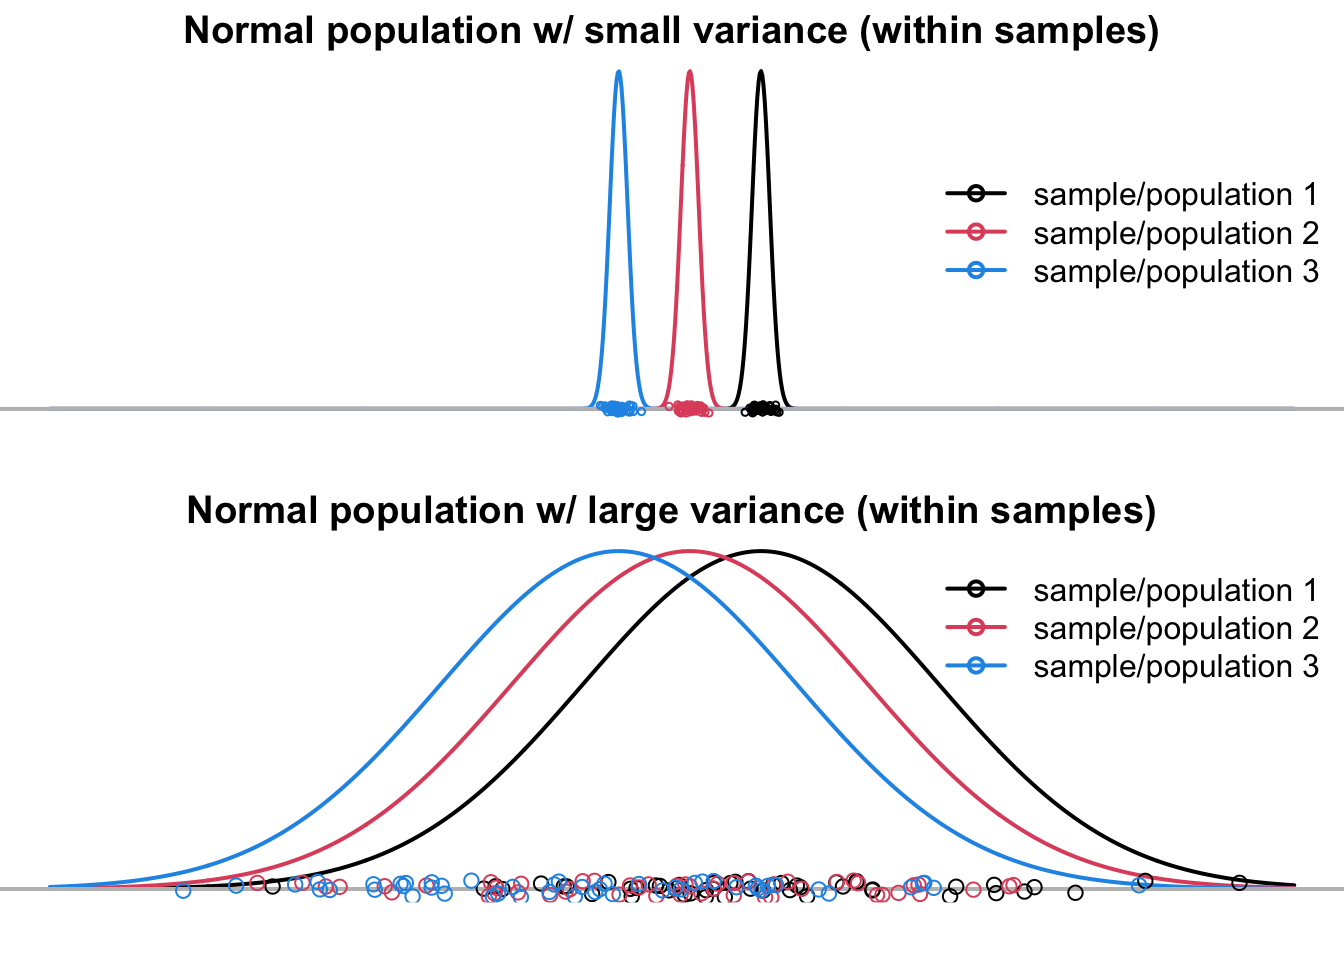 Normal population w/ small variance (within samples)
sample/population 1
sample/population 2
sample/population 3
Normal population w/ large variance (within samples)
sample/population 1
sample/population 2
sample/population 3